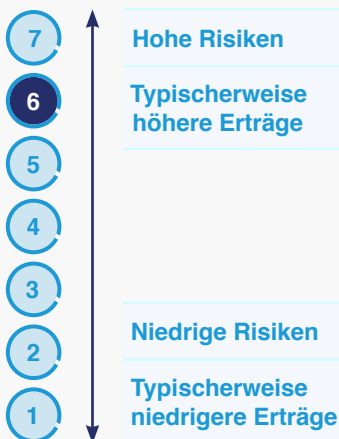 7
Hohe Risiken
6
Typischerweise
höhere Erträge
5
4
3
2
Niedrige Risiken
1
Typischerweise
niedrigere Erträge